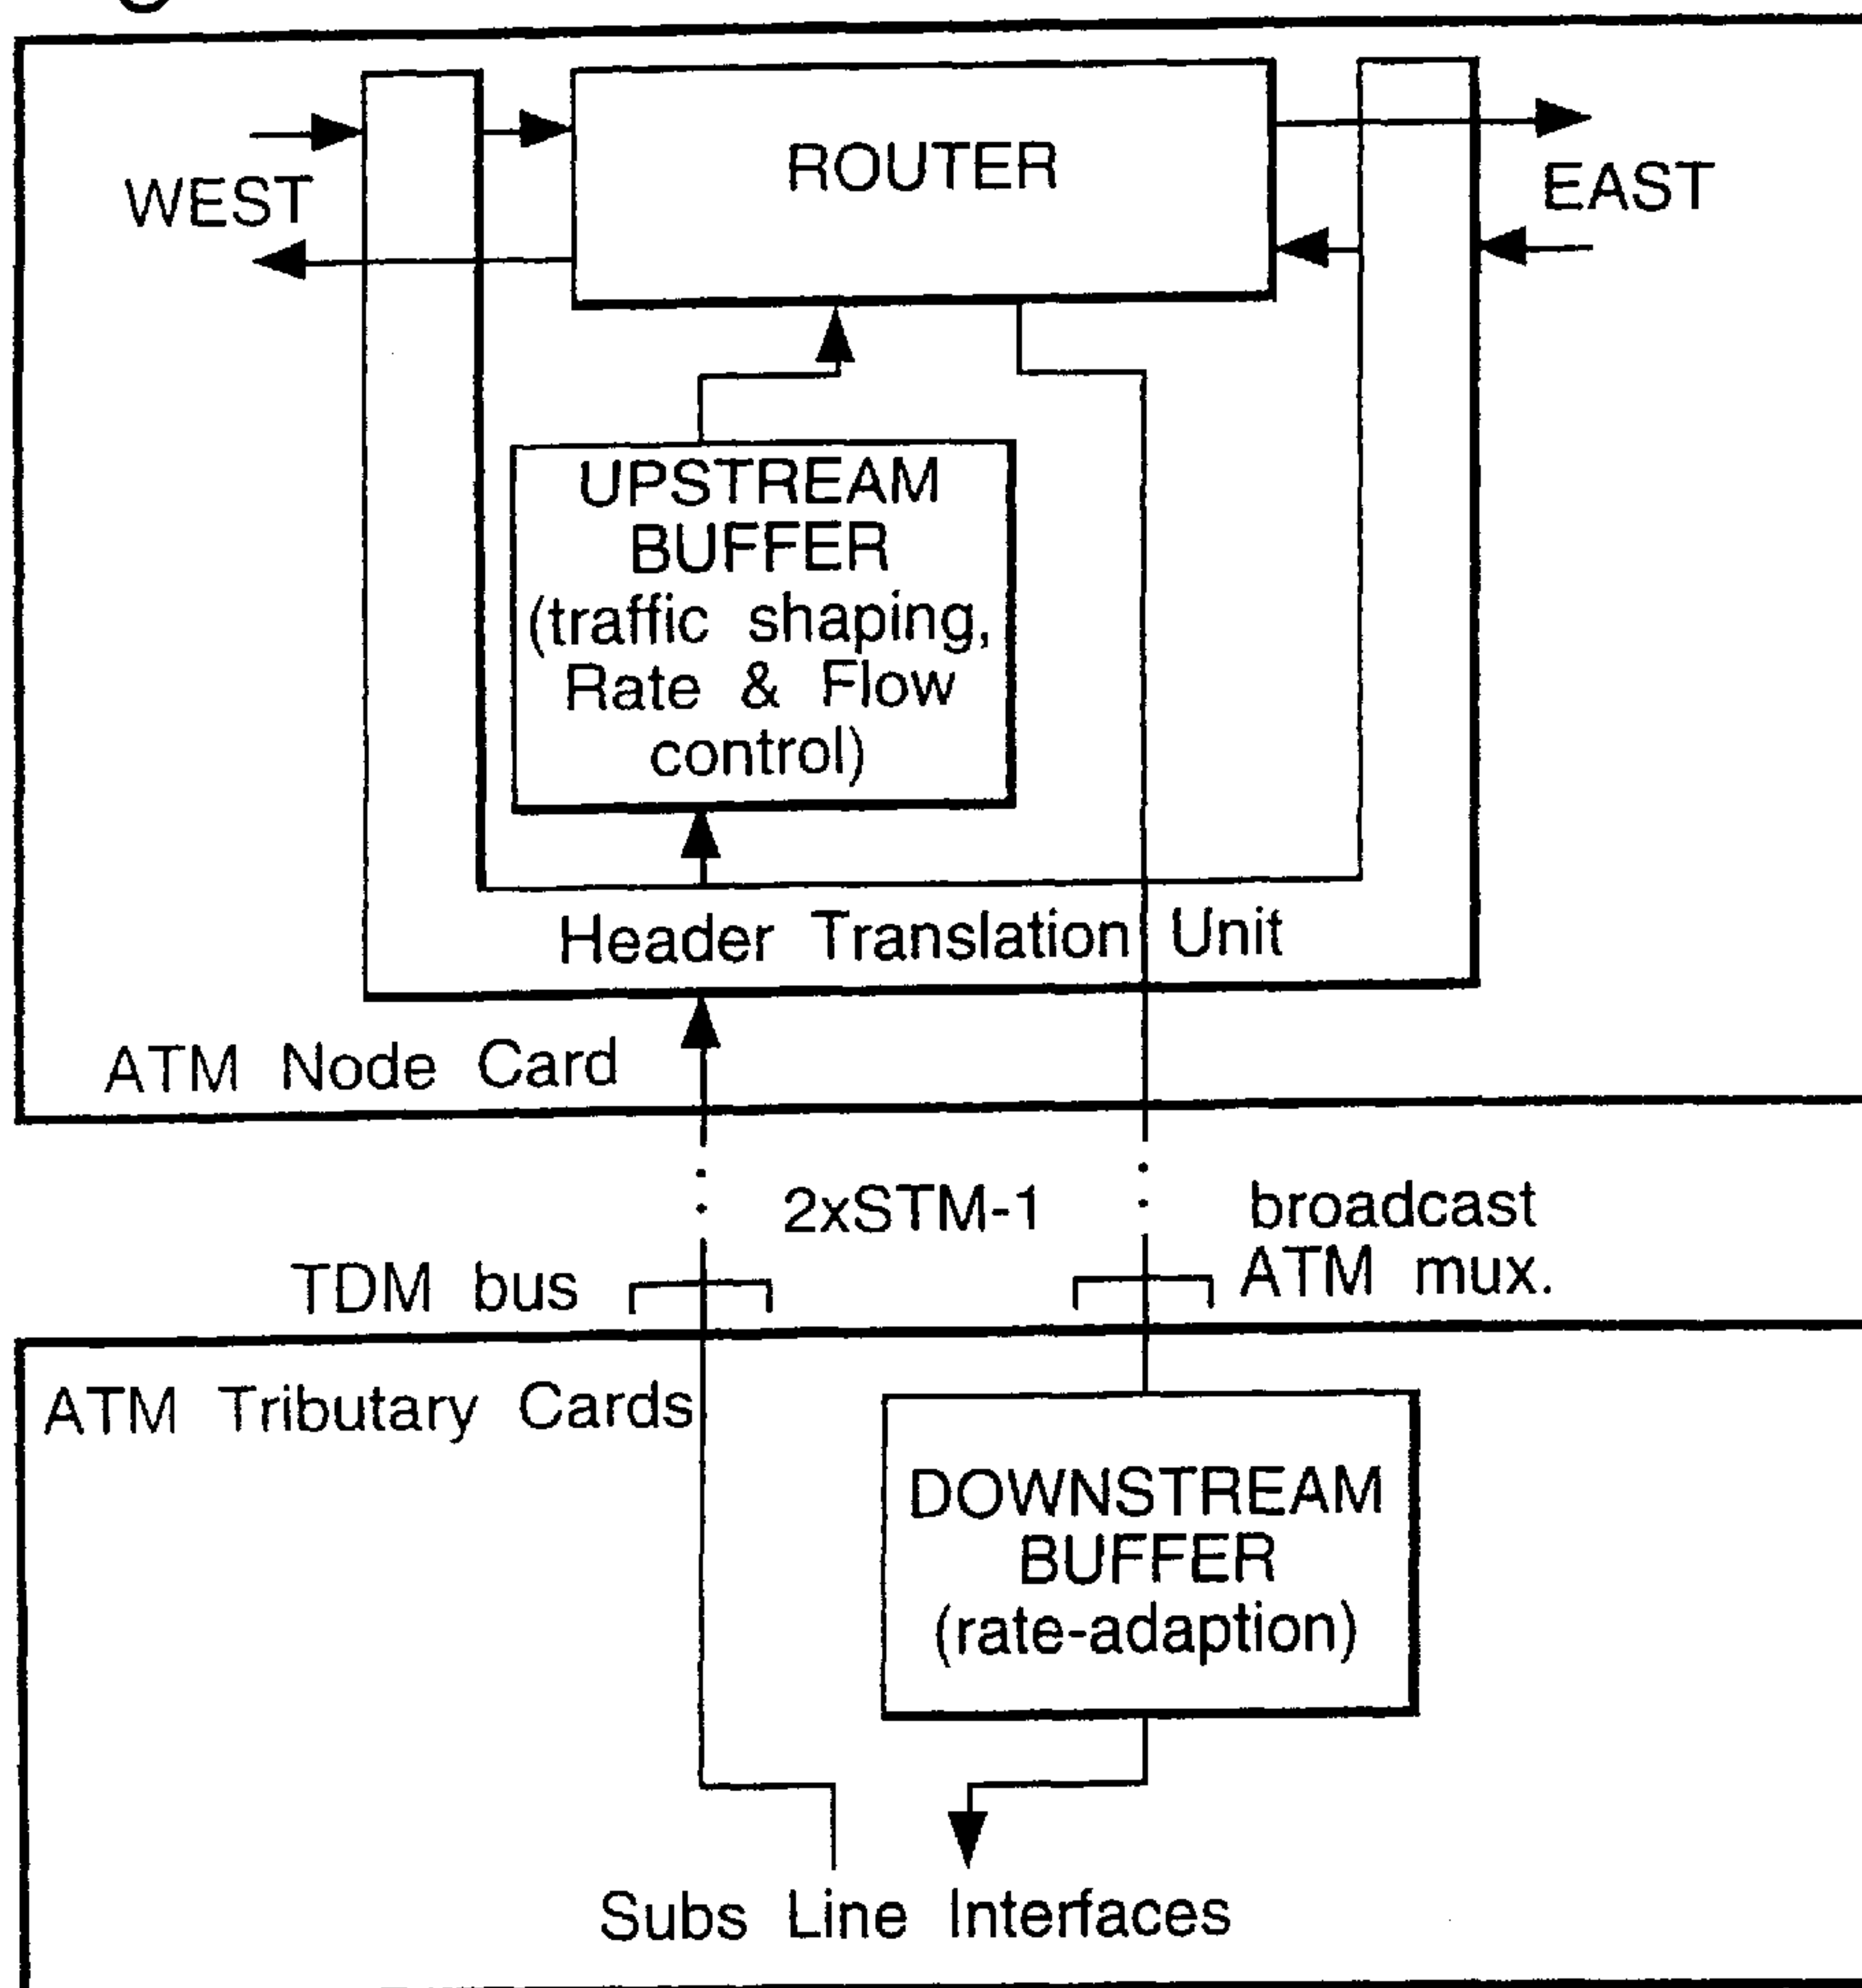 ROUTER
WEST
EAST
UPSTREAM
BUFFER
(traffic shaping,
Rate & Flow
control)
Header Translation Unit
ATM Node Card
2xSTM-1
broadcast
ATM mux.
TDM bus
ATM Tributary Cards
DOWNSTREAM
BUFFER
(rate-adaption)
Subs Line Interfaces